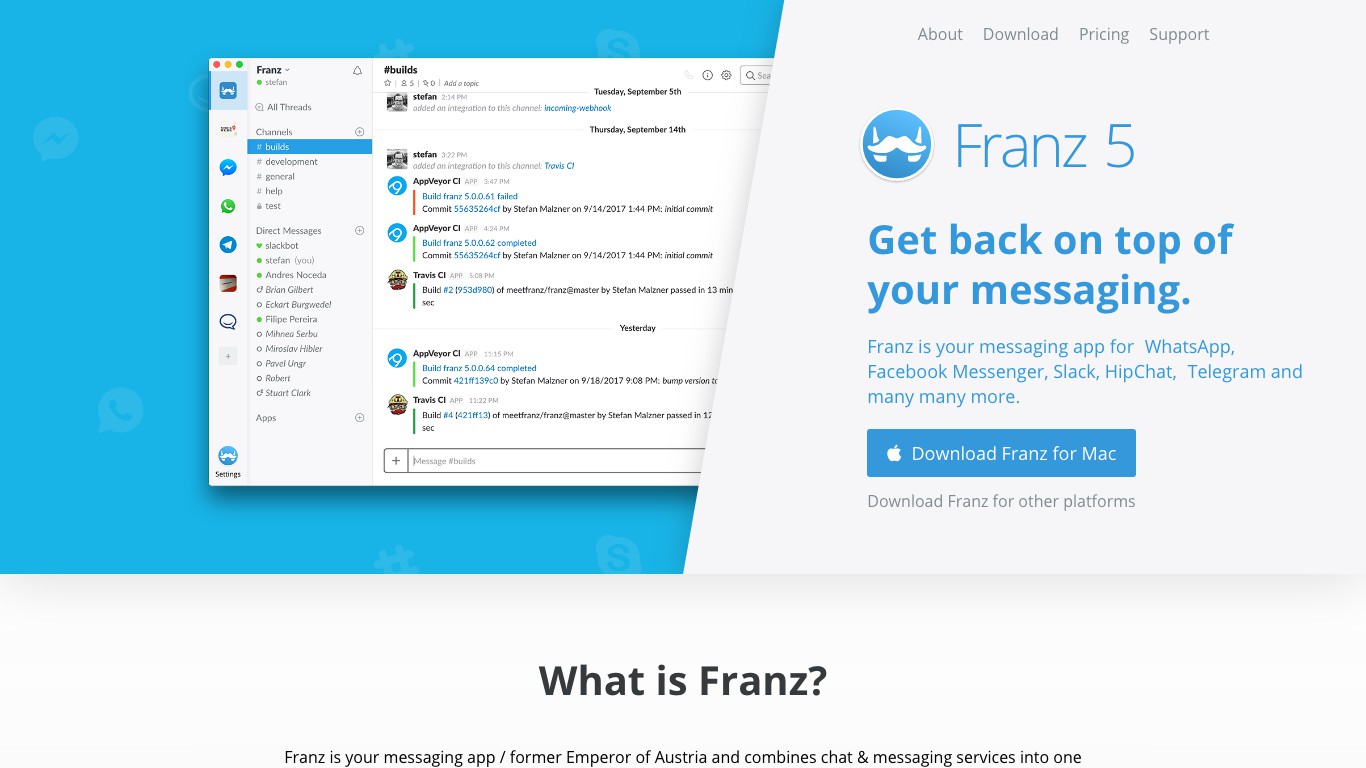 About Download Pricing Support
Franz 5
Get back on top of
your messaging.
Franz is your messaging app for WhatsApp,
Facebook Messenger, Slack, HipChat, Telegram and
many many more.
Download Franz for Mac
Download Franz for other platforms
Franz
stefan
All Threads
Channels
# builds
# development
# general
# help
test
Direct Messages
slackbot
stefan (you)
Andres Noceda
Brian Gilbert
Eckart Burgwedel
Filipe Pereira
Mihnea Serbu
Miroslav Hibler
Pavel Ungr
Robert
Stuart Clark
Apps
Settings
#builds
5 | 0 | Add a topic
Sea
Tuesday, September 5th
stefan 2:14 PM
added an integration to this channel: incoming-webhook
Thursday, September 14th
stefan 3:22 PM
added an integration to this channel: Travis CI
AppVeyor CI APP 3:47 PM
Build franz 5.0.0.61 failed
Commit 55635264cf by Stefan Malzner on 9/14/2017 1:44 PM: initial commit
AppVeyor CI APP 4:24 PM
Build franz 5.0.0.62 completed
Commit 55635264cf by Stefan Malzner on 9/14/2017 1:44 PM: initial commit
Travis CI APP 5:08 PM
Build #2 (953d980) of meetfranz/franz@master by Stefan Malzner passed in 13 min
sec
Yesterday
AppVeyor CI APP 11:15 PM
Build franz 5.0.0.64 completed
Commit 421ff139c0 by Stefan Malzner on 9/18/2017 9:08 PM: bump version to
Travis CI APP 11:22 PM
Build #4 (421ff13) of meetfranz/franz@master by Stefan Malzner passed in 12
sec
Message #builds
What is Franz?
Franz is your messaging app / former Emperor of Austria and combines chat & messaging services into one